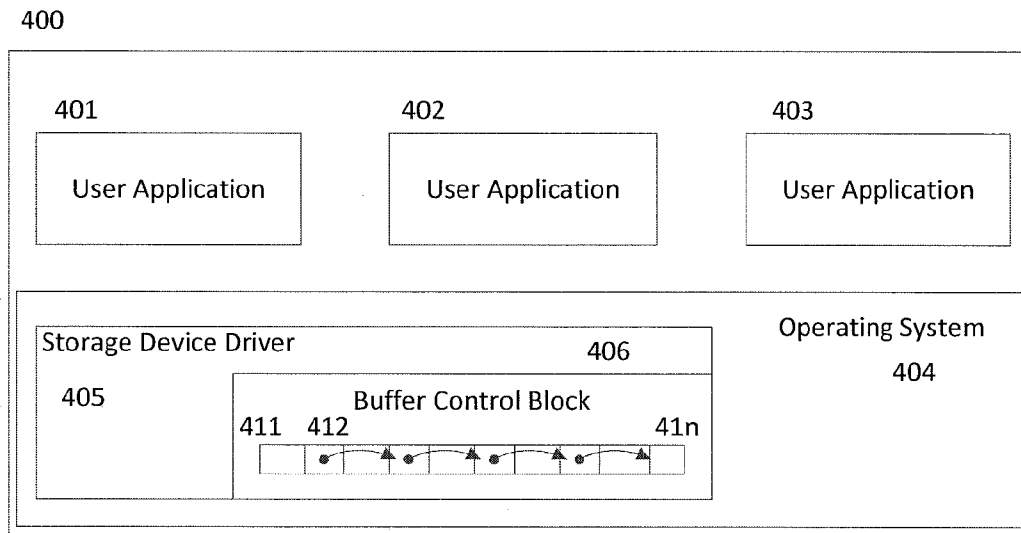 400
401
402
403
User Application
User Application
User Application
Storage Device Driver
406
Operating System
404
405
Buffer Control Block
411
412
41n